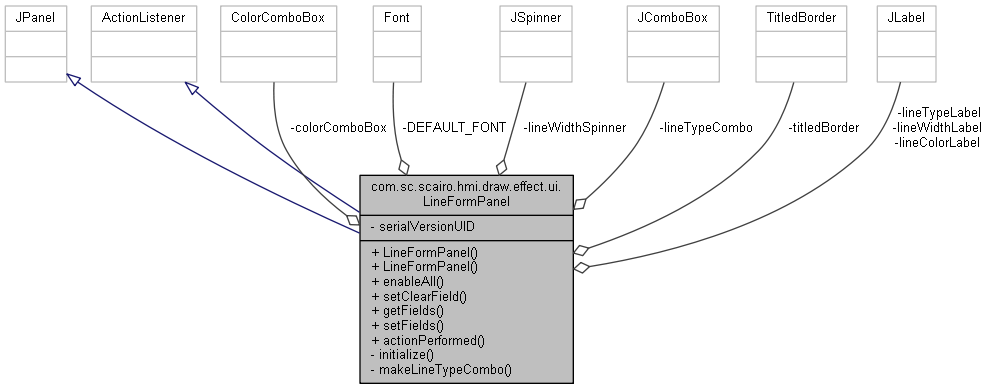 JPanel
ActionListener
ColorComboBox
Font
JSpinner
JComboBox
TitledBorder
JLabel
-colorComboBox
-DEFAULT_FONT
-lineWidthSpinner
-lineTypeCombo
-titledBorder
-lineTypeLabel
-lineWidthLabel
-lineColorLabel
com.sc.scairo.hmi.draw.effect.ui.
LineFormPanel
- serialVersionUID
+ LineFormPanel()
+ LineFormPanel()
+ enableAll()
+ setClearField()
+ getFields()
+ setFields()
+ actionPerformed()
- initialize()
- makeLineTypeCombo()